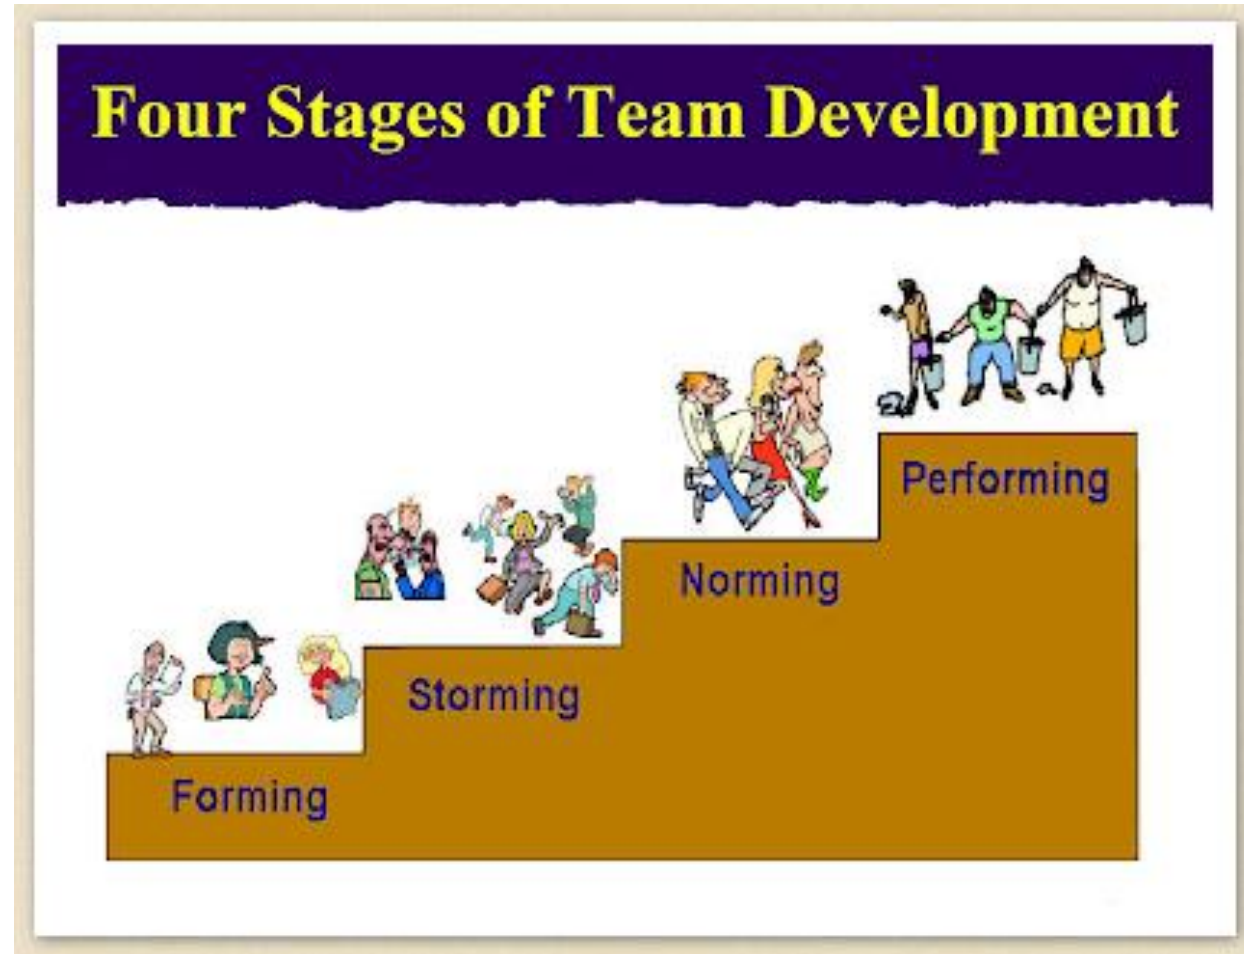 Four Stages of Team Development
Performing
Norming
Storming
Forming